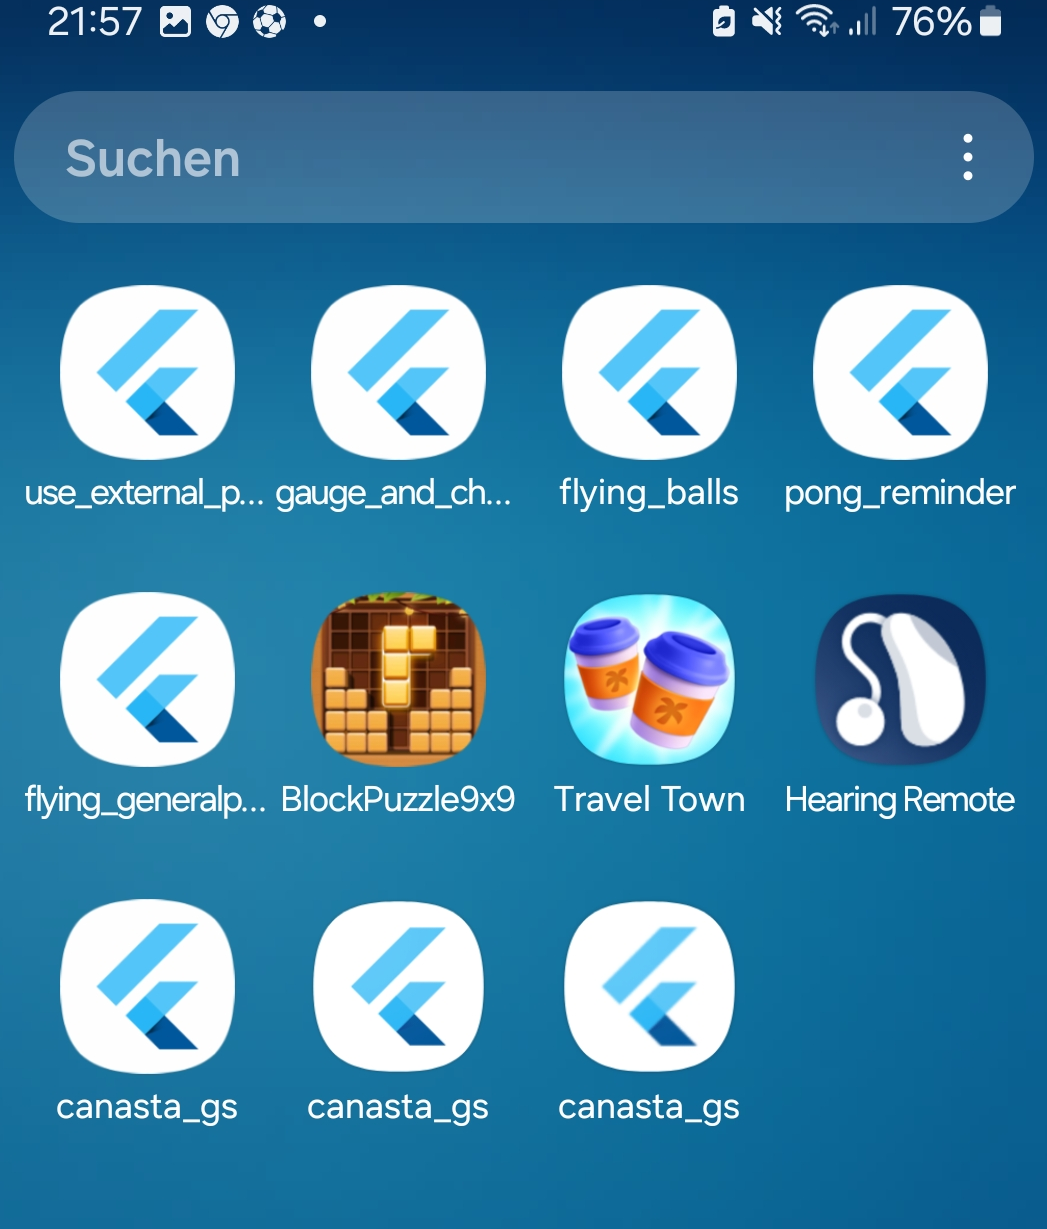 21:57 76%
Suchen
use_external_p... gauge_and_ch... flying_balls pong_reminder
flying_generalp... BlockPuzzle9x9 Travel Town Hearing Remote
canasta_gs canasta_gs canasta_gs